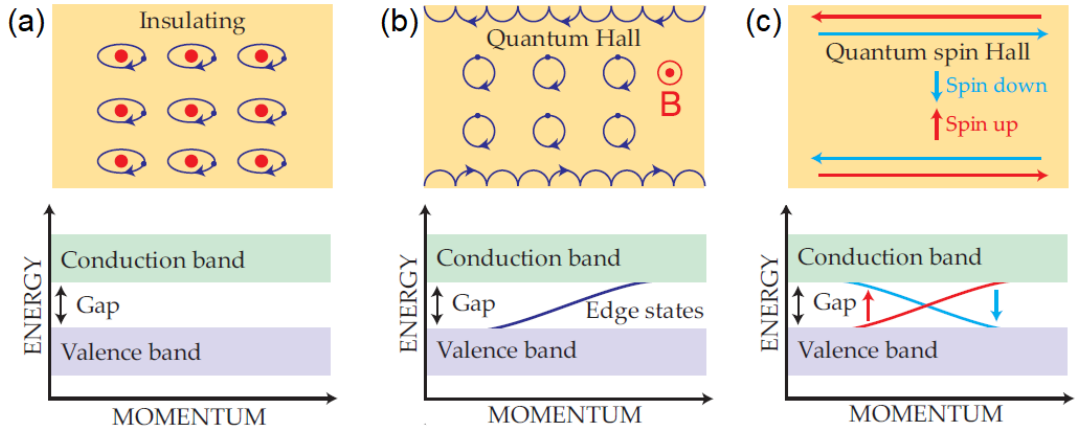 (a)
Insulating
ENERGY
Conduction band
Gap
Valence band
MOMENTUM
(b)
Quantum Hall
B
ENERGY
Conduction band
Gap
Edge states
Valence band
MOMENTUM
(c)
Quantum spin Hall
Spin down
Spin up
ENERGY
Conduction band
Gap
Valence band
MOMENTUM